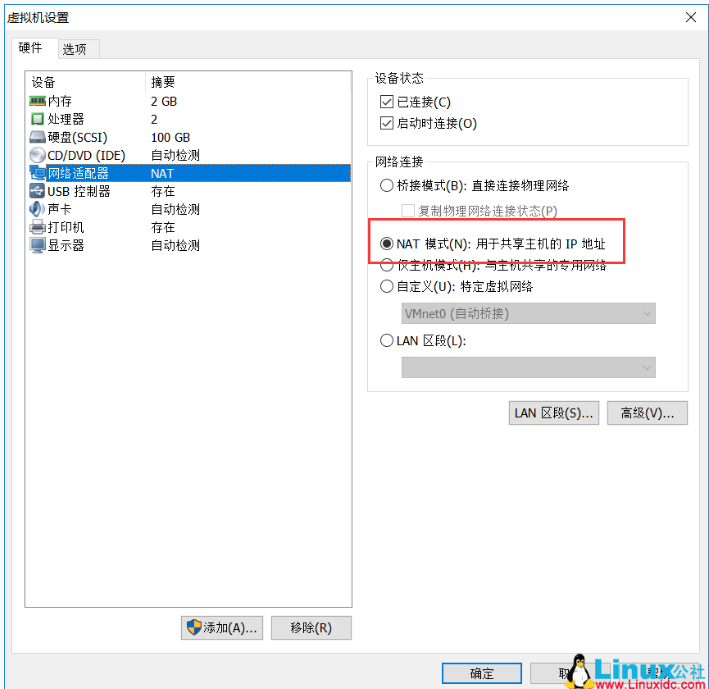 虚拟机设置
硬件 选项
设备 摘要
内存 2 GB
处理器 2
硬盘(SCSI) 100 GB
CD/DVD (IDE) 自动检测
网络适配器 NAT
USB 控制器 存在
声卡 自动检测
打印机 存在
显示器 自动检测
添加(A)... 移除(R)
设备状态
已连接(C)
启动时连接(O)
网络连接
桥接模式(B): 直接连接物理网络
复制物理网络连接状态(P)
NAT 模式(N): 用于共享主机的 IP 地址
仅主机模式(H): 与主机共享的专用网络
自定义(U): 特定虚拟网络
VMnet0 (自动桥接)
LAN 区段(L):
LAN 区段(S)... 高级(V)...
确定 取
Linux公社
www.Linuxidc.com